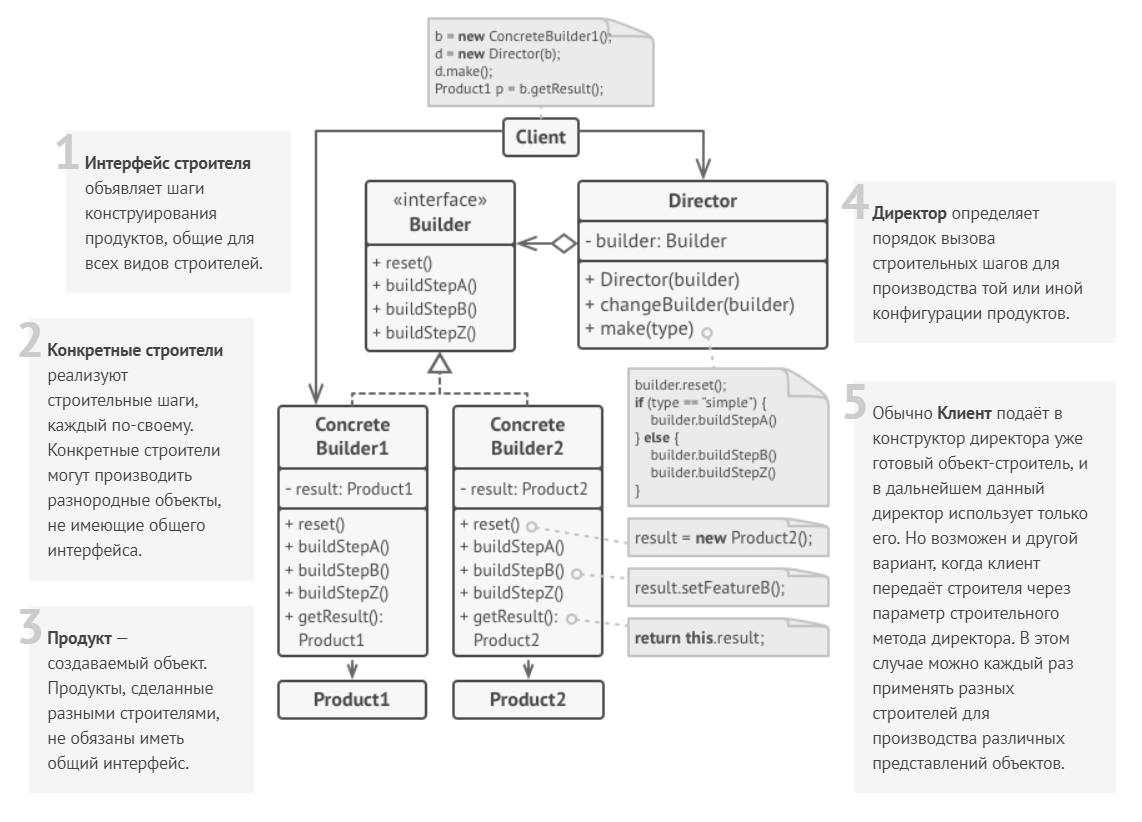 b = new ConcreteBuilder1();
d = new Director(b);
d.make();
Product1 p = b.getResult();
Client
1
Интерфейс строителя
объявляет шаги
конструирования
продуктов, общие для
всех видов строителей.
«interface»
Builder
+ reset()
+ buildStepA()
+ buildStepB()
+ buildStepZ()
Director
- builder: Builder
+ Director(builder)
+ changeBuilder(builder)
+ make(type)
4
Директор определяет
порядок вызова
строительных шагов для
производства той или иной
конфигурации продуктов.
2
Конкретные строители
реализуют
строительные шаги,
каждый по-своему.
Конкретные строители
могут производить
разнородные объекты,
не имеющие общего
интерфейса.
builder.reset();
if (type == "simple") {
builder.buildStepA()
} else {
builder.buildStepB()
builder.buildStepZ()
}
Concrete
Builder1
- result: Product1
+ reset()
+ buildStepA()
+ buildStepB()
+ buildStepZ()
+ getResult():
Product1
Concrete
Builder2
- result: Product2
+ reset()
+ buildStepA()
+ buildStepB()
+ buildStepZ()
+ getResult():
Product2
result = new Product2();
result.setFeatureB();
return this.result;
5
Обычно Клиент подаёт в
конструктор директора уже
готовый объект-строитель, и
в дальнейшем данный
директор использует только
его. Но возможен и другой
вариант, когда клиент
передаёт строителя через
параметр строительного
метода директора. В этом
случае можно каждый раз
применять разных
строителей для
производства различных
представлений объектов.
3
Продукт —
создаваемый объект.
Продукты, сделанные
разными строителями,
не обязаны иметь
общий интерфейс.
Product1
Product2